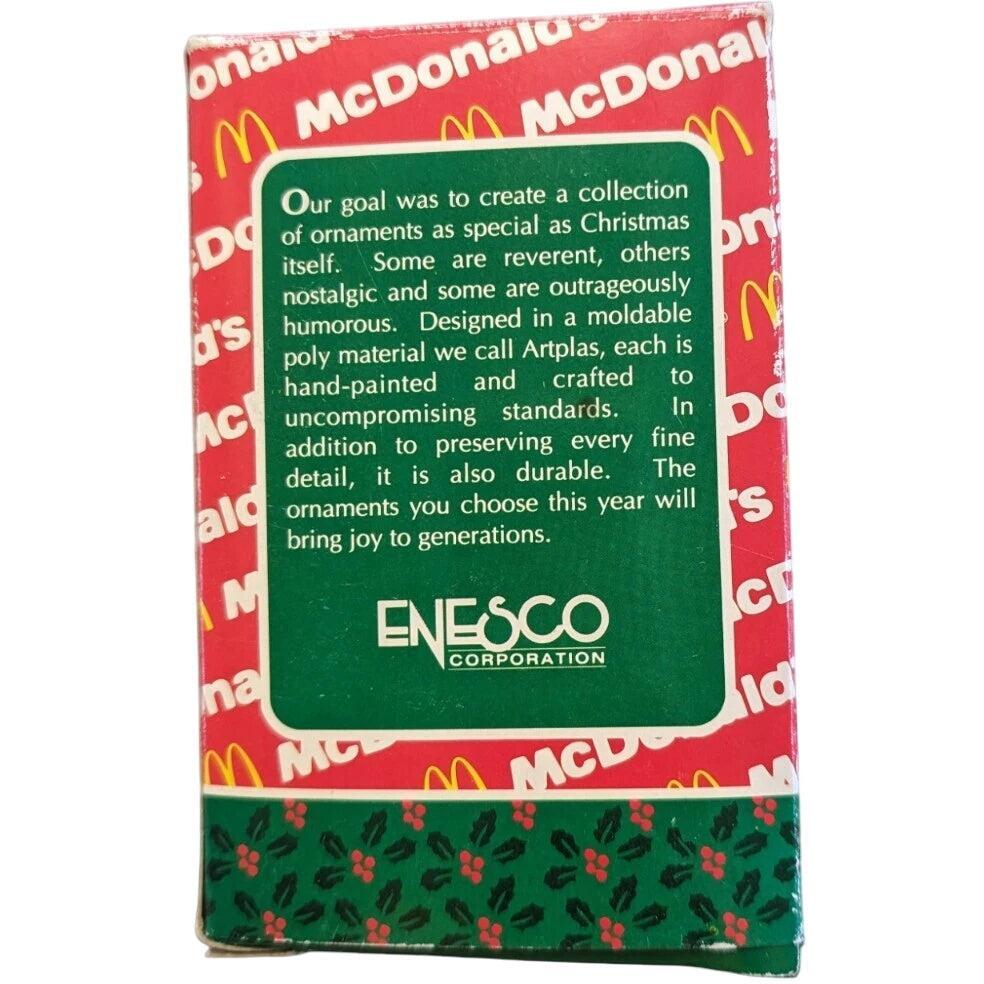 onald
McDonald's
McDonal
Our goal was to create a collection
of ornaments as special as Christmas
itself. Some are reverent, others
nostalgic and some are outrageously
humorous. Designed in a moldable
poly material we call Artplas, each is
hand-painted and crafted to
uncompromising standards. In
addition to preserving every fine
detail, it is also durable. The
ornaments you choose this year will
bring joy to generations.
ENESCO
CORPORATION